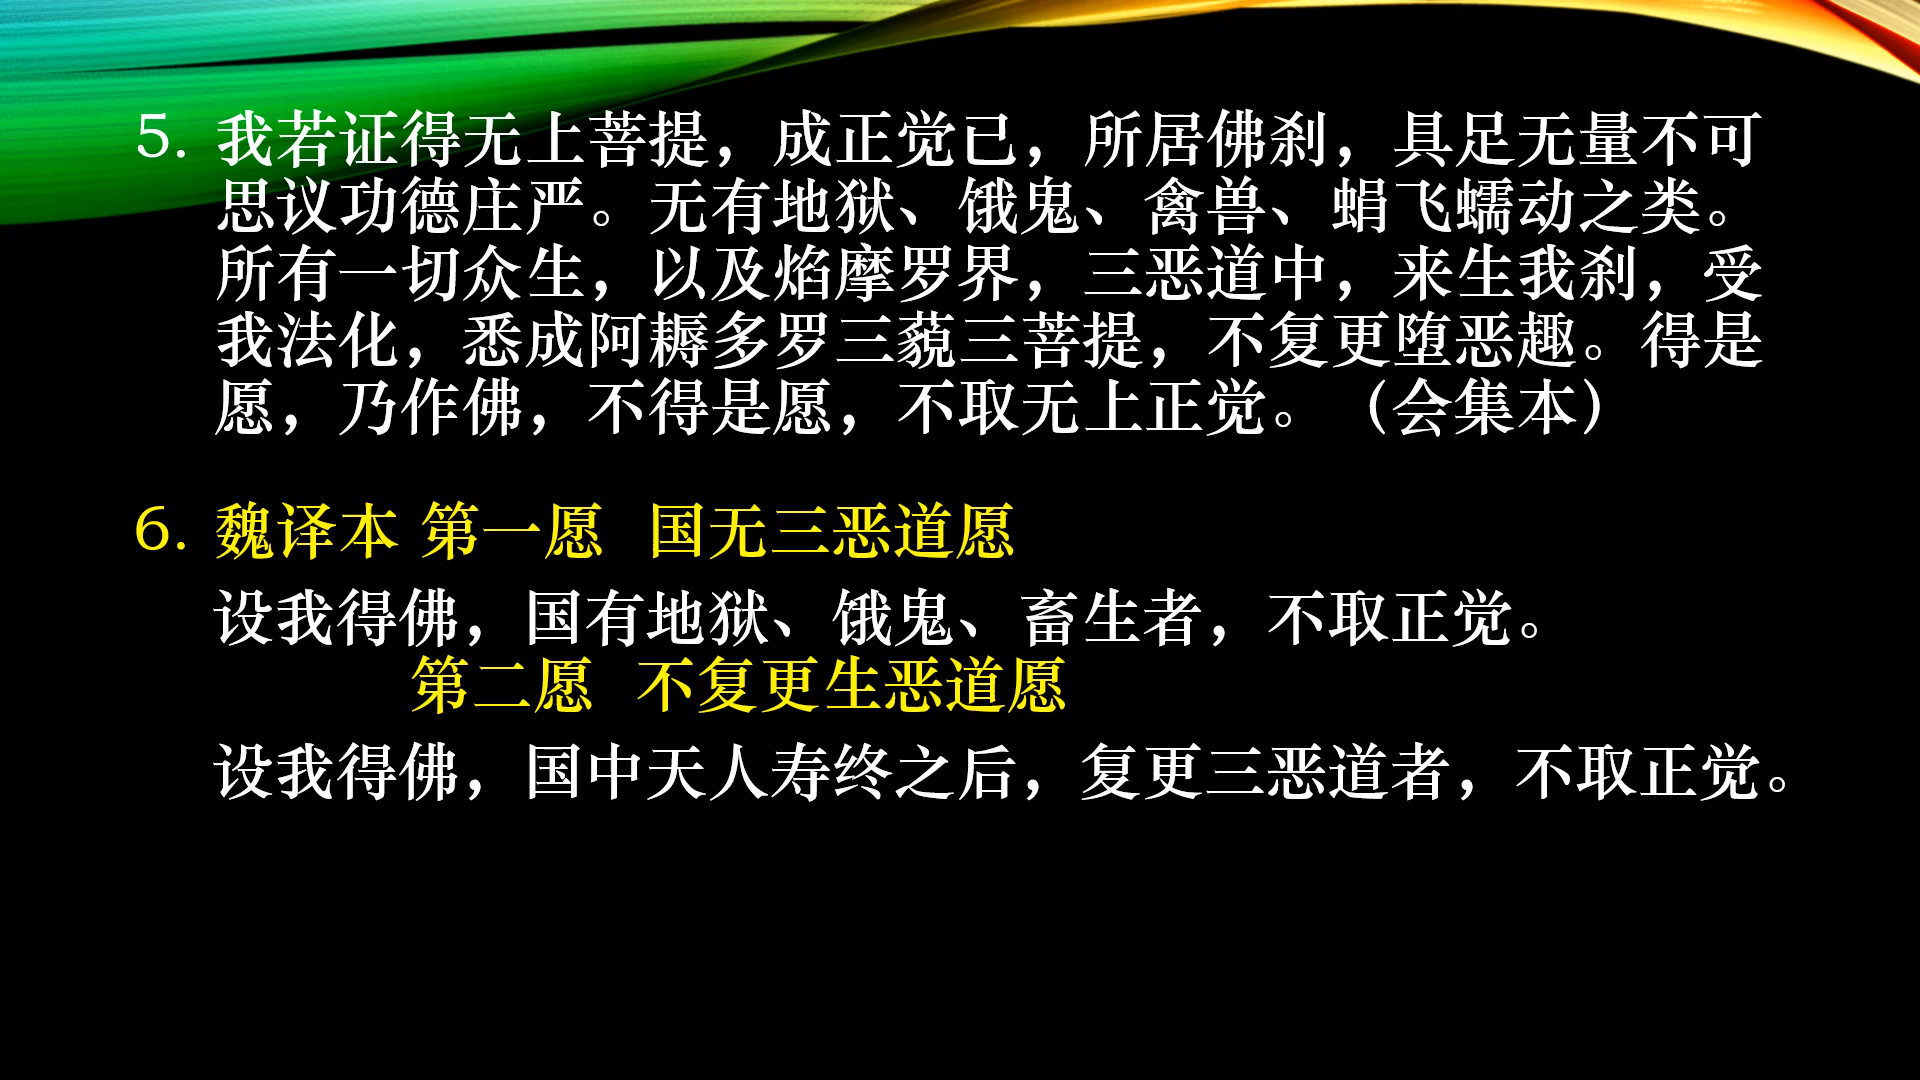 5. 我若证得无上菩提，成正觉已，所居佛刹，具足无量不可
思议功德庄严。无有地狱、饿鬼、禽兽、蜎飞蠕动之类。
所有一切众生，以及焰摩罗界，三恶道中，来生我刹，受
我法化，悉成阿耨多罗三藐三菩提，不复更堕恶趣。得是
愿，乃作佛，不得是愿，不取无上正觉。（会集本）
6. 魏译本 第一愿 国无三恶道愿
设我得佛，国有地狱、饿鬼、畜生者，不取正觉。
第二愿 不复更生恶道愿
设我得佛，国中天人寿终之后，复更三恶道者，不取正觉。